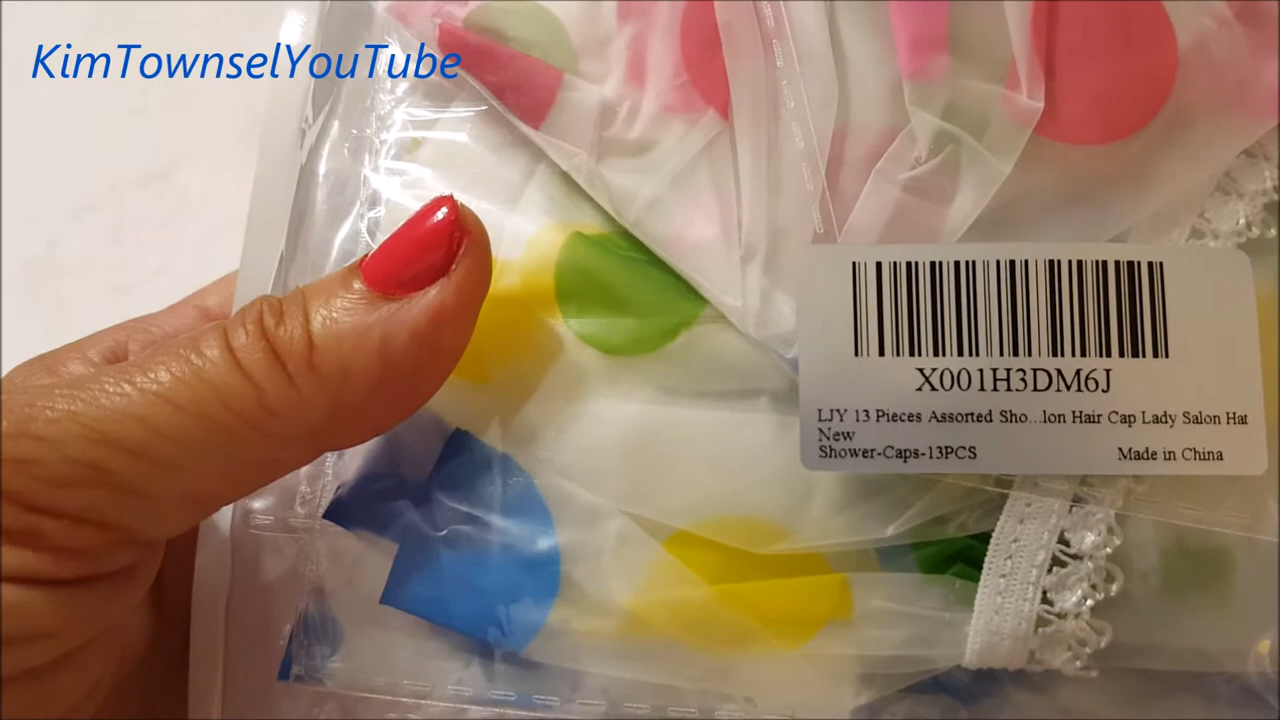 KimTownselYouTube
X001H3DM6J
LJY 13 Pieces Assorted Sho...lon Hair Cap Lady Salon Hat
New
Shower-Caps-13PCS Made in China